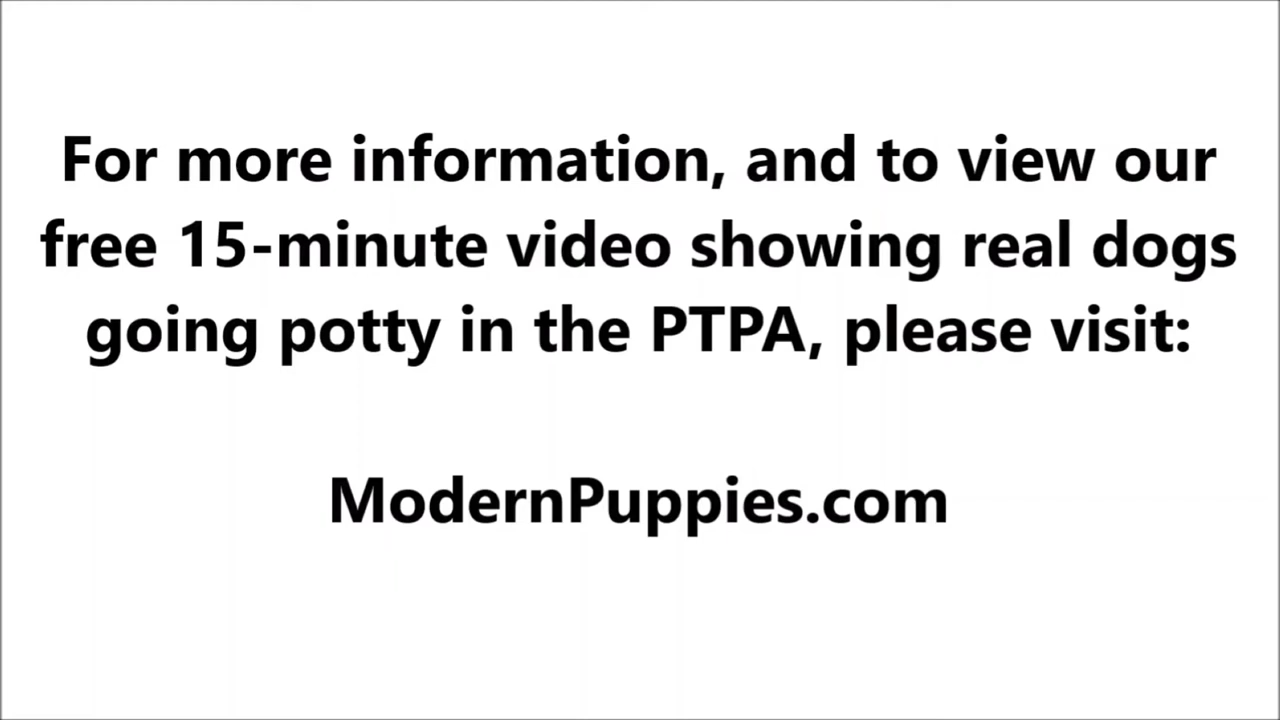 For more information, and to view our
free 15-minute video showing real dogs
going potty in the PTPA, please visit:
ModernPuppies.com